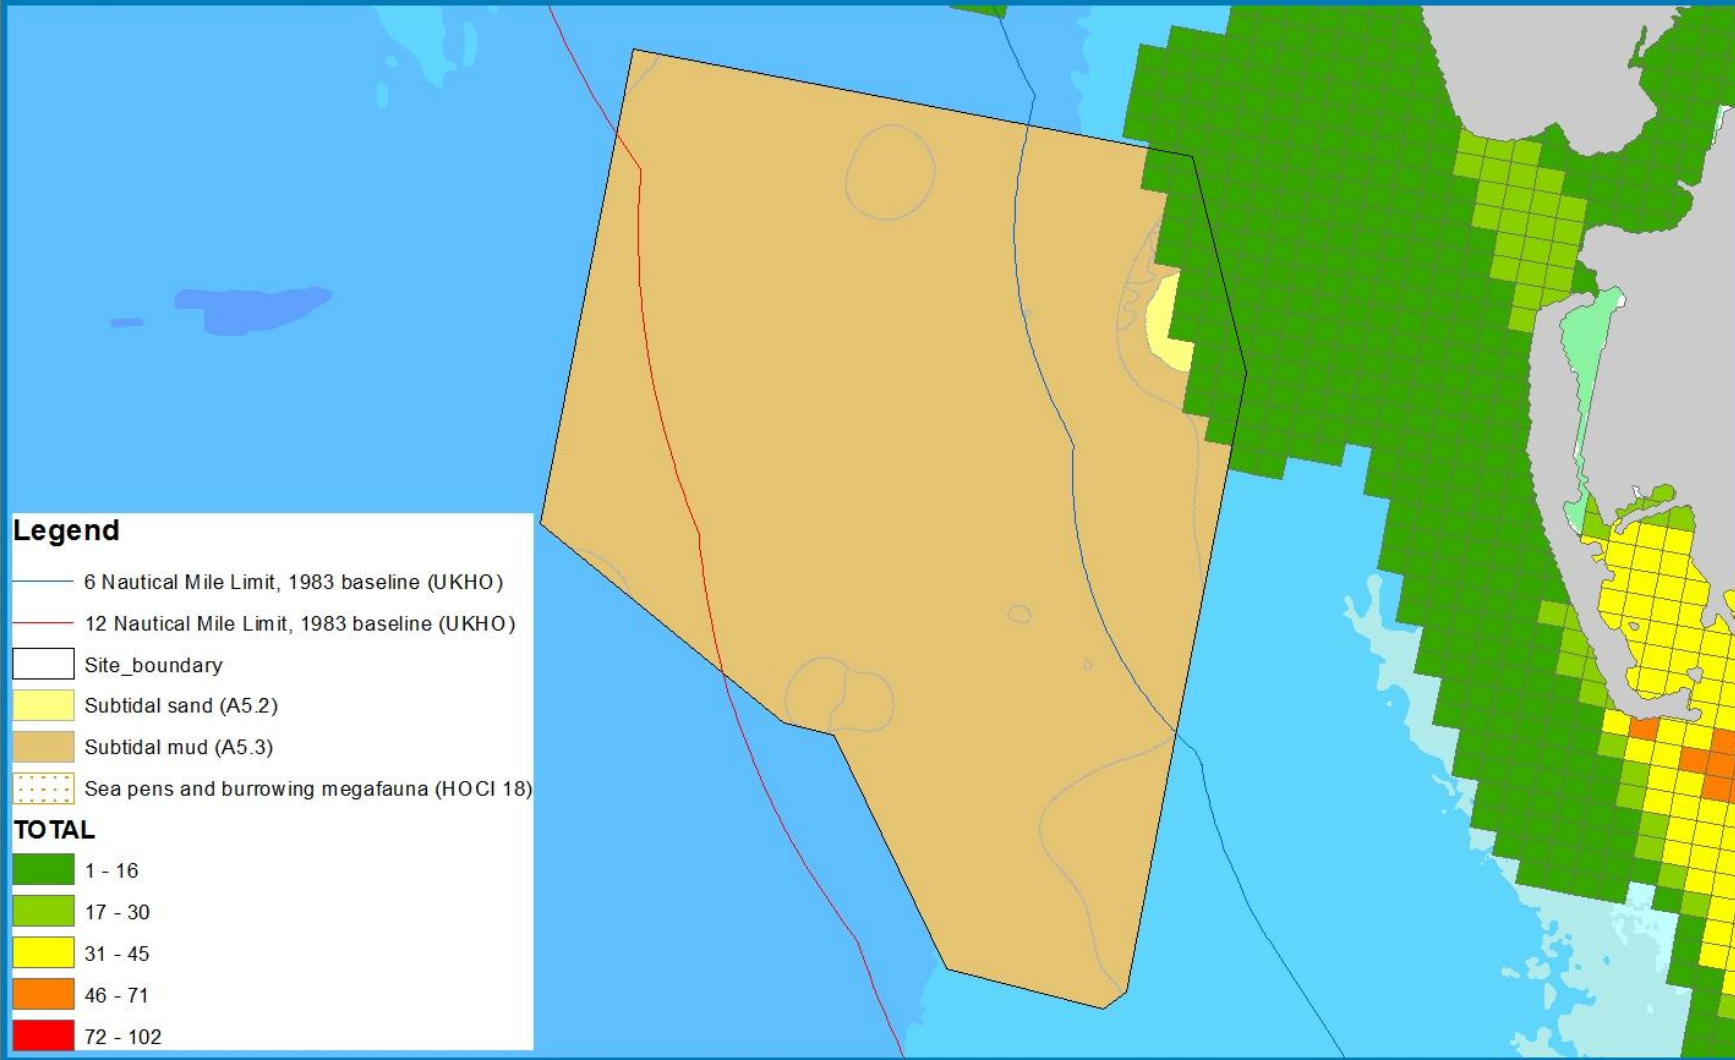 Legend
6 Nautical Mile Limit, 1983 baseline (UKHO)
12 Nautical Mile Limit, 1983 baseline (UKHO)
Site_boundary
Subtidal sand (A5.2)
Subtidal mud (A5.3)
Sea pens and burrowing megafauna (HOCI 18)
TOTAL
1 - 16
17 - 30
31 - 45
46 - 71
72 - 102